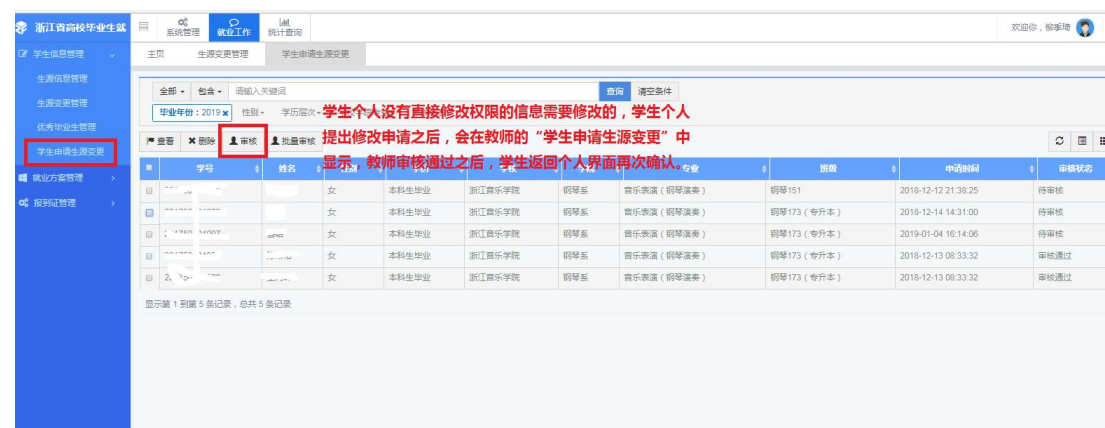 浙江省高校毕业生就
系统管理 就业工作 统计查询
欢迎你，柳季琦
学生信息管理
主页 生源变更管理 学生申请生源变更
生源信息管理
生源变更管理
优秀毕业生管理
学生申请生源变更
就业方案管理
报到证管理
全部 包含 请输入关键词 查询 清空条件
毕业年份：2019 x 性别 学历层次
学生个人没有直接修改权限的信息需要修改的，学生个人
提出修改申请之后，会在教师的“学生申请生源变更”中
显示，教师审核通过之后，学生返回个人界面再次确认。
查看 删除 审核 批量审核
学号 姓名 专业 班级 申请时间 审核状态
女 本科生毕业 浙江音乐学院 钢琴系 音乐表演（钢琴演奏） 钢琴151 2018-12-12 21:38:25 待审核
女 本科生毕业 浙江音乐学院 钢琴系 音乐表演（钢琴演奏） 钢琴173（专升本） 2018-12-14 14:31:00 待审核
女 本科生毕业 浙江音乐学院 钢琴系 音乐表演（钢琴演奏） 钢琴173（专升本） 2019-01-04 16:14:06 待审核
女 本科生毕业 浙江音乐学院 钢琴系 音乐表演（钢琴演奏） 钢琴173（专升本） 2018-12-13 08:33:32 审核通过
女 本科生毕业 浙江音乐学院 钢琴系 音乐表演（钢琴演奏） 钢琴173（专升本） 2018-12-13 08:33:32 审核通过
显示第 1 到第 5 条记录，总共 5 条记录